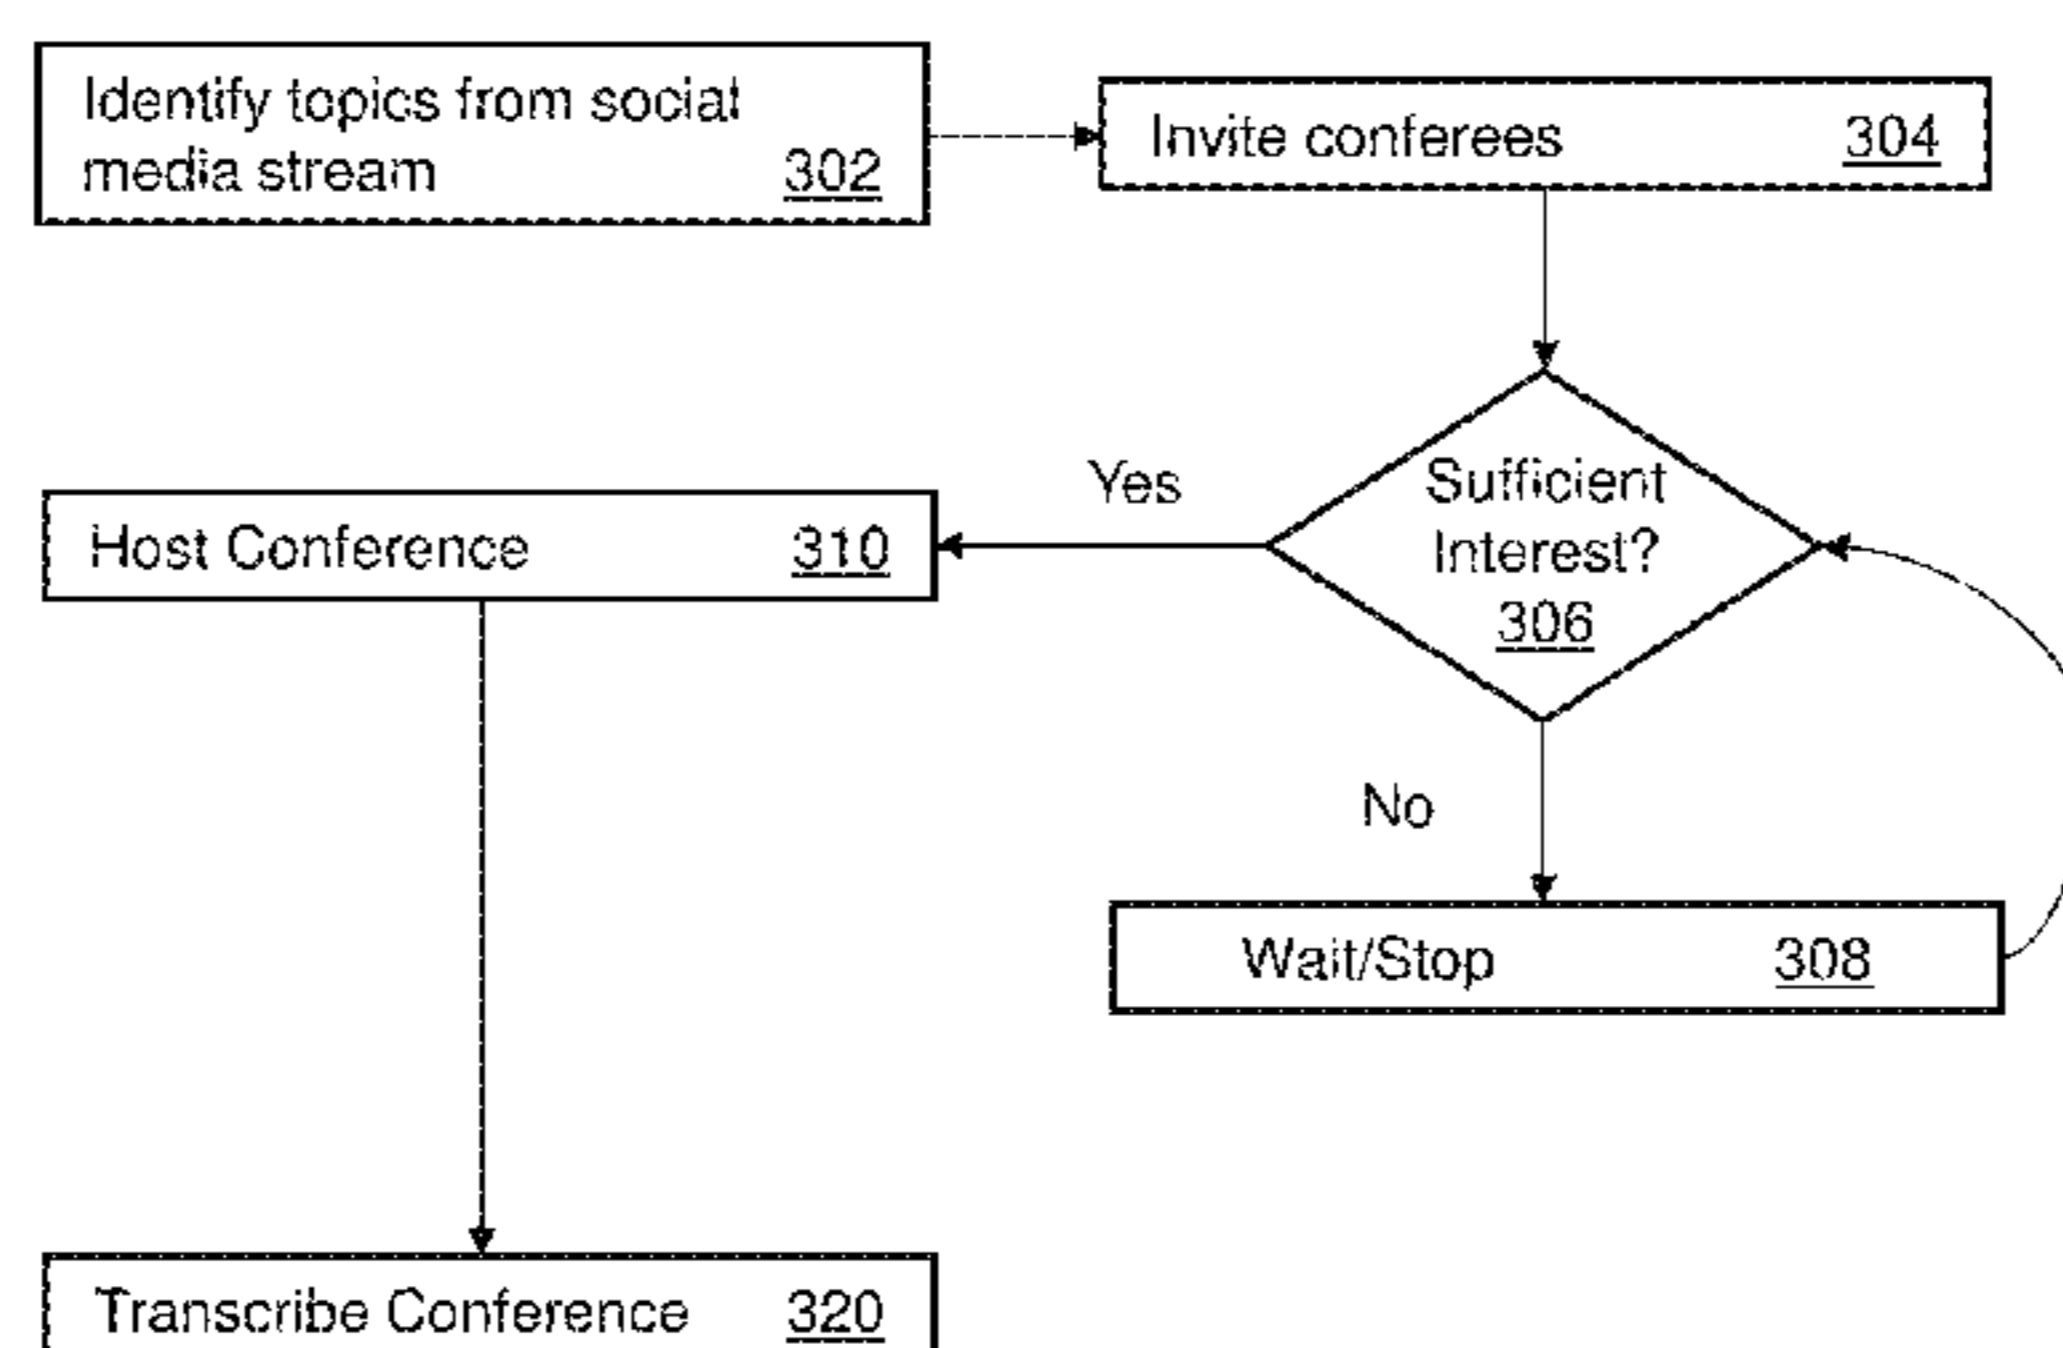 Identify topics from social
media stream 302
Invite conferees 304
Sufficient
Interest?
306
Yes
Host Conference 310
No
Wait/Stop 308
Transcribe Conference 320